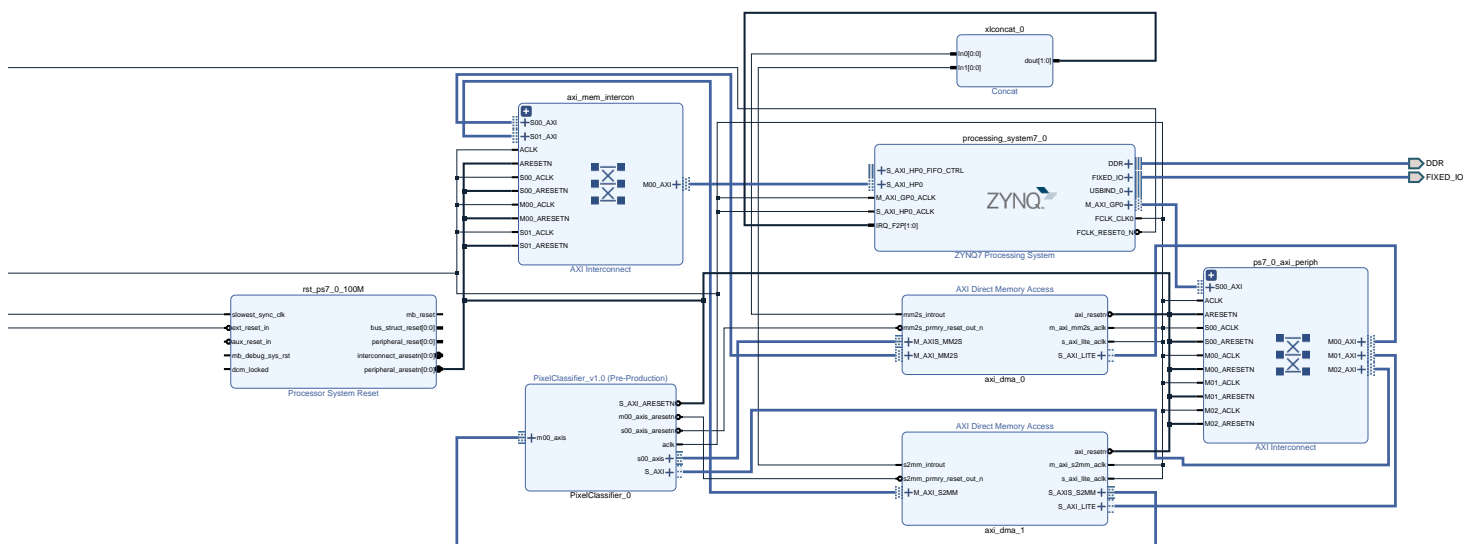 xlconcat_0
In0[0:0]
In1[0:0]
dout[1:0]
Concat
axi_mem_intercon
S00_AXI
S01_AXI
ACLK
ARESETN
S00_ACLK
S00_ARESETN
M00_ACLK
M00_ARESETN
S01_ACLK
S01_ARESETN
M00_AXI
AXI Interconnect
processing_system7_0
S_AXI_HP0_FIFO_CTRL
S_AXI_HP0
M_AXI_GP0_ACLK
S_AXI_HP0_ACLK
IRQ_F2P[1:0]
ZYNQ
DDR
FIXED_IO
USBIND_0
M_AXI_GP0
FCLK_CLK0
FCLK_RESET0_N
ZYNQ7 Processing System
DDR
FIXED_IO
rst_ps7_0_100M
slowest_sync_clk
ext_reset_in
aux_reset_in
mb_debug_sys_rst
dcm_locked
mb_reset
bus_struct_reset[0:0]
peripheral_reset[0:0]
interconnect_aresetn[0:0]
peripheral_aresetn[0:0]
Processor System Reset
AXI Direct Memory Access
mm2s_introut
mm2s_prmry_reset_out_n
M_AXIS_MM2S
M_AXI_MM2S
axi_resetn
m_axi_mm2s_aclk
s_axi_lite_aclk
S_AXI_LITE
axi_dma_0
ps7_0_axi_periph
S00_AXI
ACLK
ARESETN
S00_ACLK
S00_ARESETN
M00_ACLK
M00_ARESETN
M01_ACLK
M01_ARESETN
M02_ACLK
M02_ARESETN
M00_AXI
M01_AXI
M02_AXI
AXI Interconnect
PixelClassifier_v1.0 (Pre-Production)
m00_axis
S_AXI_ARESETN
m00_axis_aresetn
s00_axis_aresetn
aclk
s00_axis
S_AXI
PixelClassifier_0
AXI Direct Memory Access
s2mm_introut
s2mm_prmry_reset_out_n
M_AXI_S2MM
axi_resetn
m_axi_s2mm_aclk
s_axi_lite_aclk
S_AXIS_S2MM
S_AXI_LITE
axi_dma_1